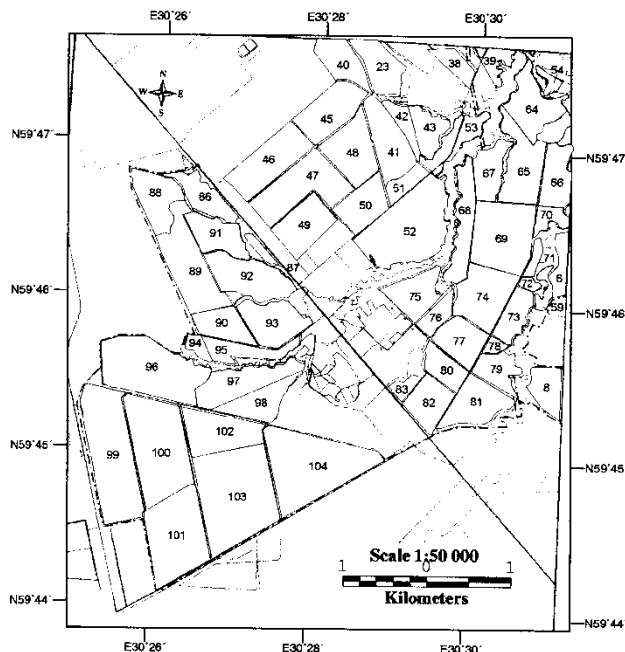 E30°26´ E30°28´ E30°30´
40 23 38 39 54
N
W E
S
64
45 42 43 53
N59°47´ N59°47´
46 47 48 41 67 65 66
88 86 51
49 50 68 70
91 52 69
89 92 87 71
72 6
N59°46´ 75 74 59 N59°46´
90 93 76 73
94 95 77 78
96 97 80 79
83 8
98 82 81
N59°45´ 102 N59°45´
99 100 104
103
101
Scale 1:50 000
1 0 1
Kilometers
N59°44´ N59°44´
E30°26´ E30°28´ E30°30´